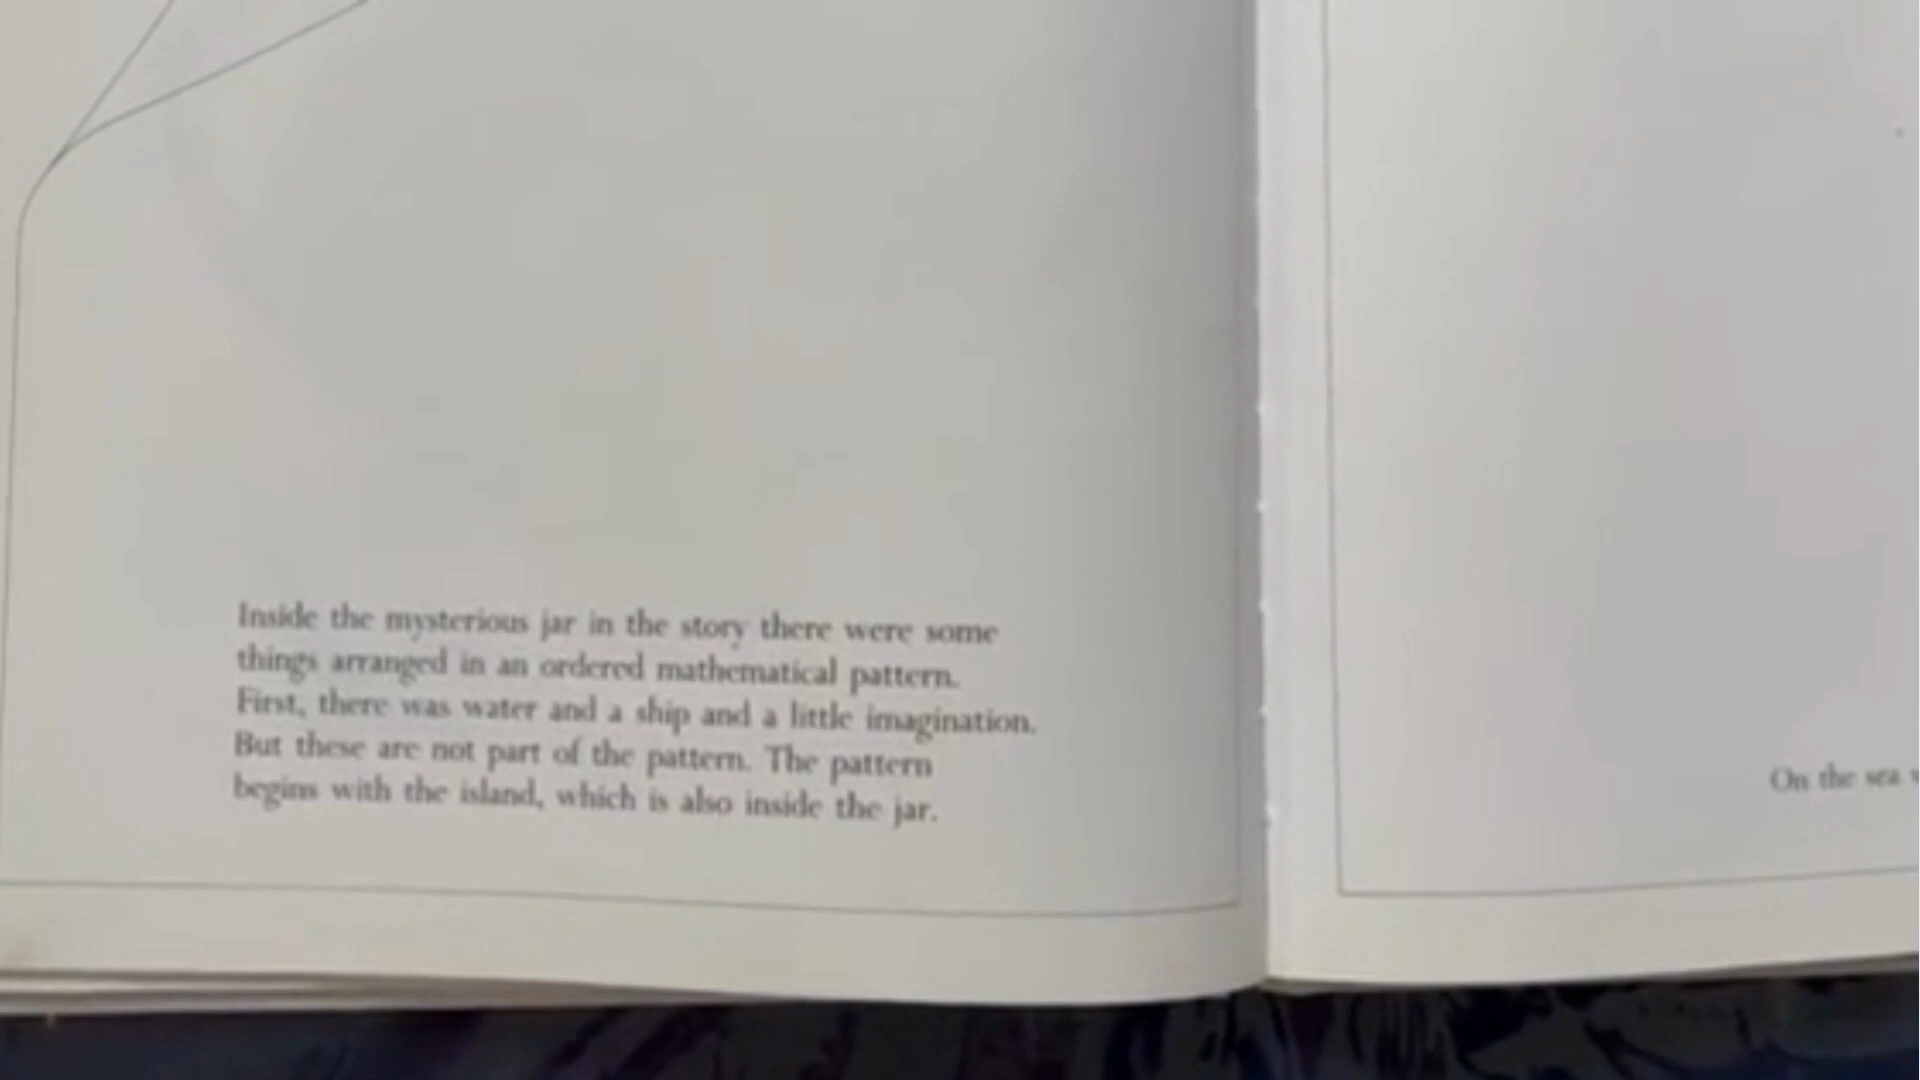 Inside the mysterious jar in the story there were some
things arranged in an ordered mathematical pattern.
First, there was water and a ship and a little imagination.
But these are not part of the pattern. The pattern
begins with the island, which is also inside the jar.
On the sea